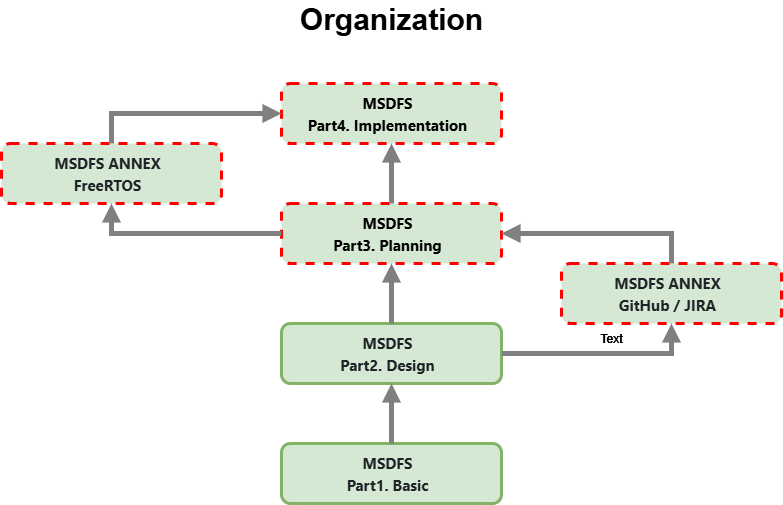 Organization
MSDFS
Part4. Implementation
MSDFS ANNEX
FreeRTOS
MSDFS
Part3. Planning
MSDFS ANNEX
GitHub / JIRA
Text
MSDFS
Part2. Design
MSDFS
Part1. Basic